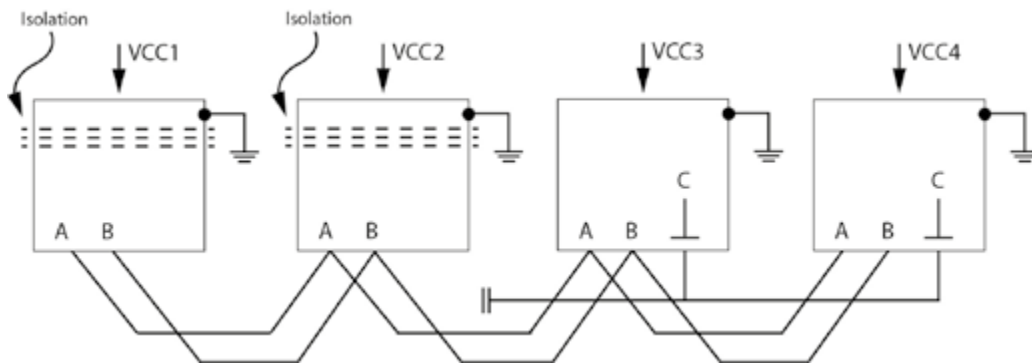 Isolation
VCC1
Isolation
VCC2
VCC3
VCC4
C
C
A B
A B
A B
A B